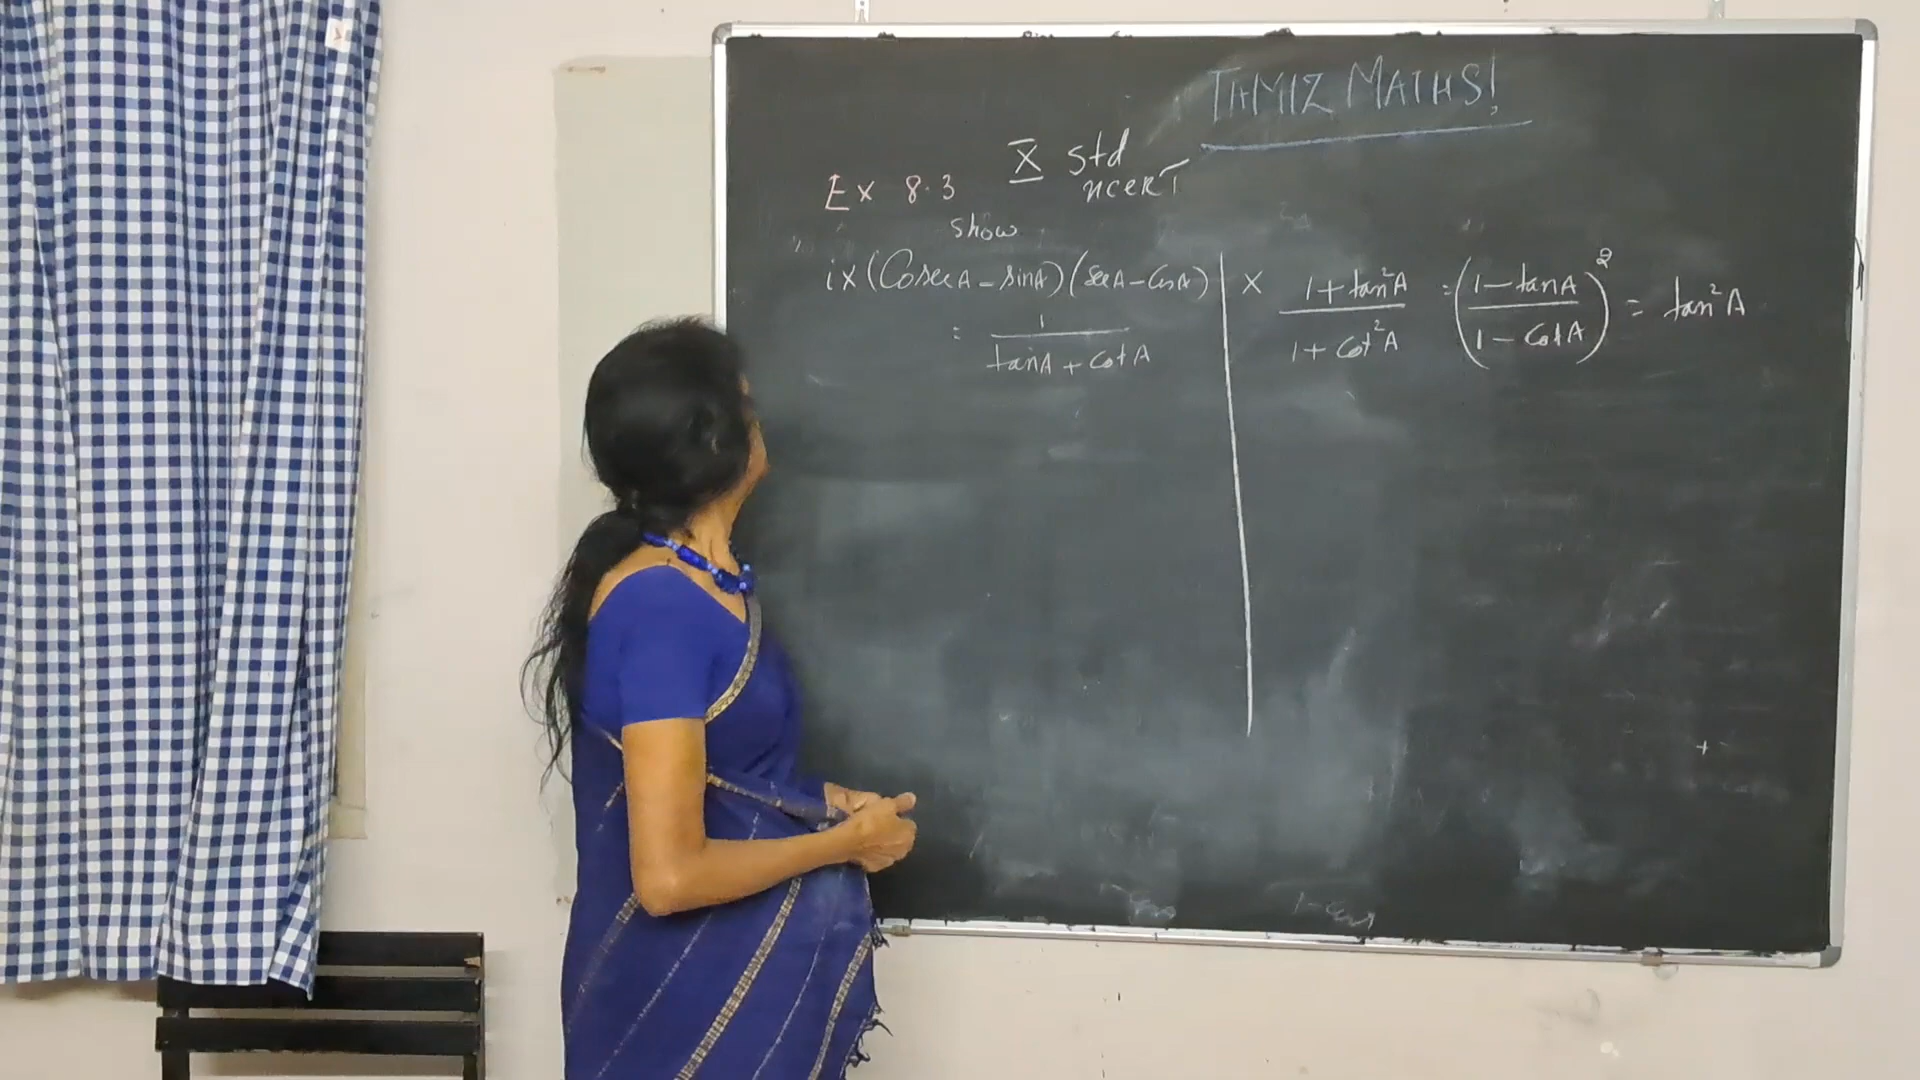 THMIZ MATHS!
X std
NCERT
Ex 8.3
show
ix (CosecA - sinA) (secA - CosA)
= 1 / tanA + cotA
x 1 + tan²A / 1 + Cot²A = (1 - tanA / 1 - CotA)² = tan²A